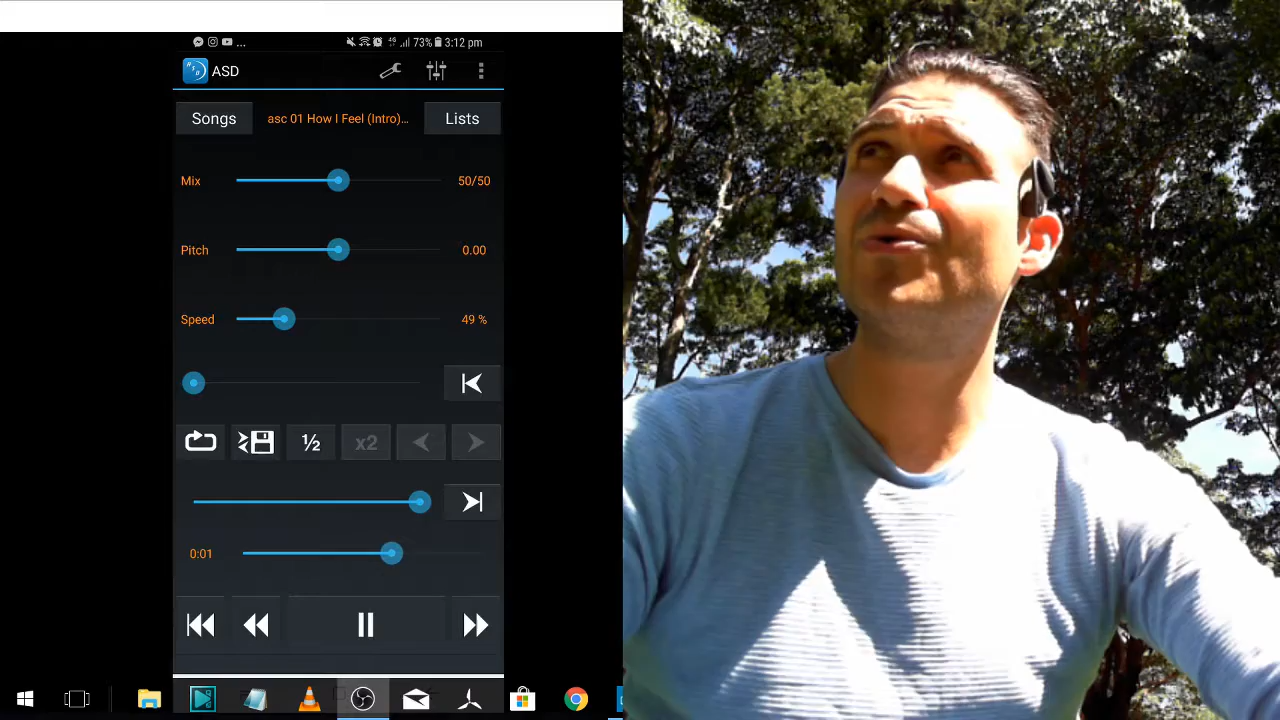 ... 4G 73% 3:12 pm
ASD
Songs asc 01 How I Feel (Intro)... Lists
Mix 50/50
Pitch 0.00
Speed 49 %
½ x2
0:01